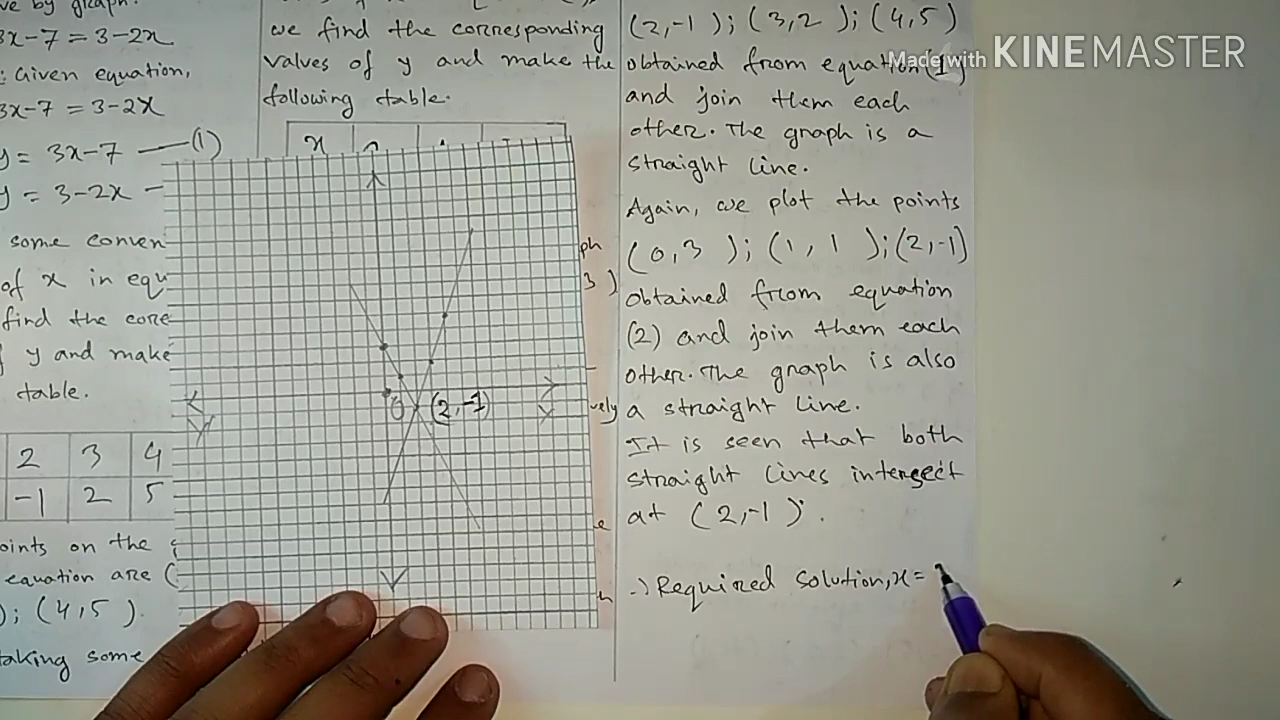 ve by graph.
3x-7 = 3-2x
: Given equation,
3x-7 = 3-2x
y = 3x-7 —(1)
y = 3-2x -
some conven
of x in equ
find the corre
y and make
table.
2 3 4
-1 2 5
oints on the
equation are (
); (4,5).
taking some
we find the corresponding
values of y and make the
following table.
x
ph
3)
vely
(2,-1)
(2,-1); (3,2); (4,5)
obtained from equation (1)
and join them each
other. The graph is a
straight line.
Again, we plot the points
(0,3); (1,1); (2,-1)
obtained from equation
(2) and join them each
other. The graph is also
a straight line.
It is seen that both
straight lines intersect
at (2,-1).
Required solution, x=
Made with KINEMASTER